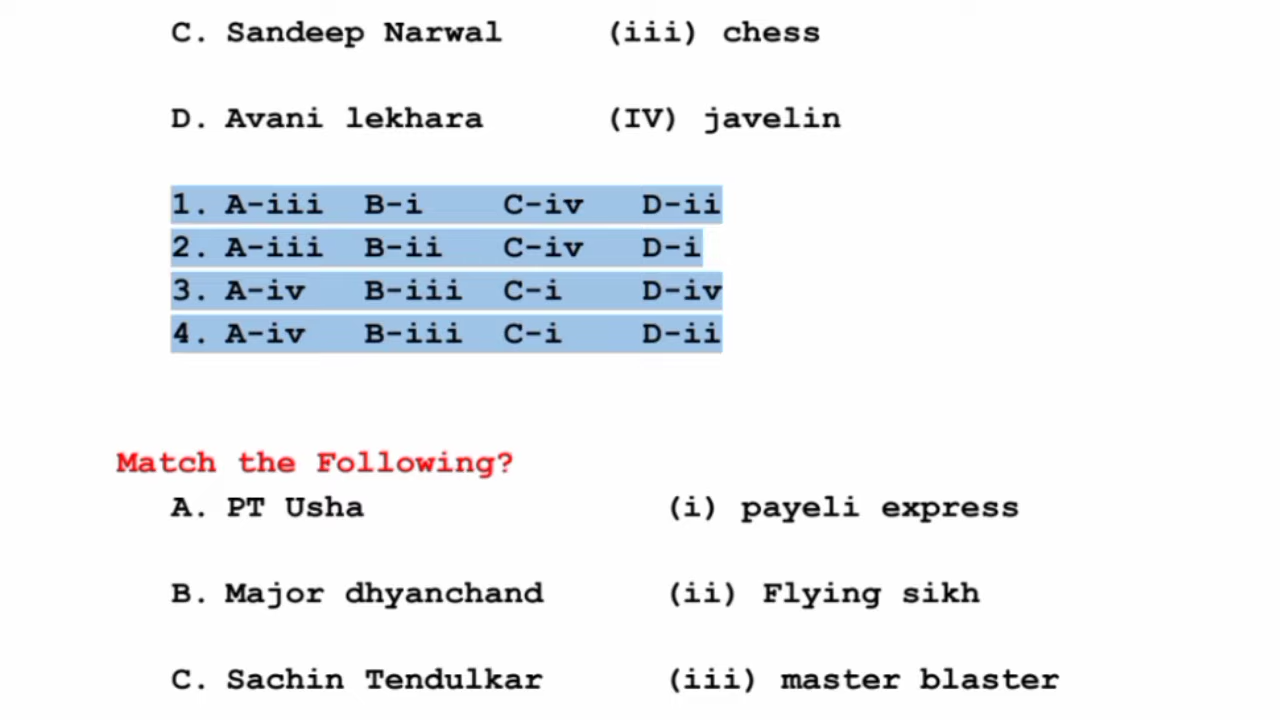 C. Sandeep Narwal (iii) chess
D. Avani lekhara (IV) javelin
1. A-iii B-i C-iv D-ii
2. A-iii B-ii C-iv D-i
3. A-iv B-iii C-i D-iv
4. A-iv B-iii C-i D-ii
Match the Following?
A. PT Usha (i) payeli express
B. Major dhyanchand (ii) Flying sikh
C. Sachin Tendulkar (iii) master blaster